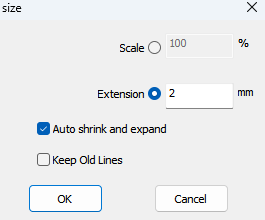 size
Scale 100 %
Extension 2 mm
Auto shrink and expand
Keep Old Lines
OK Cancel